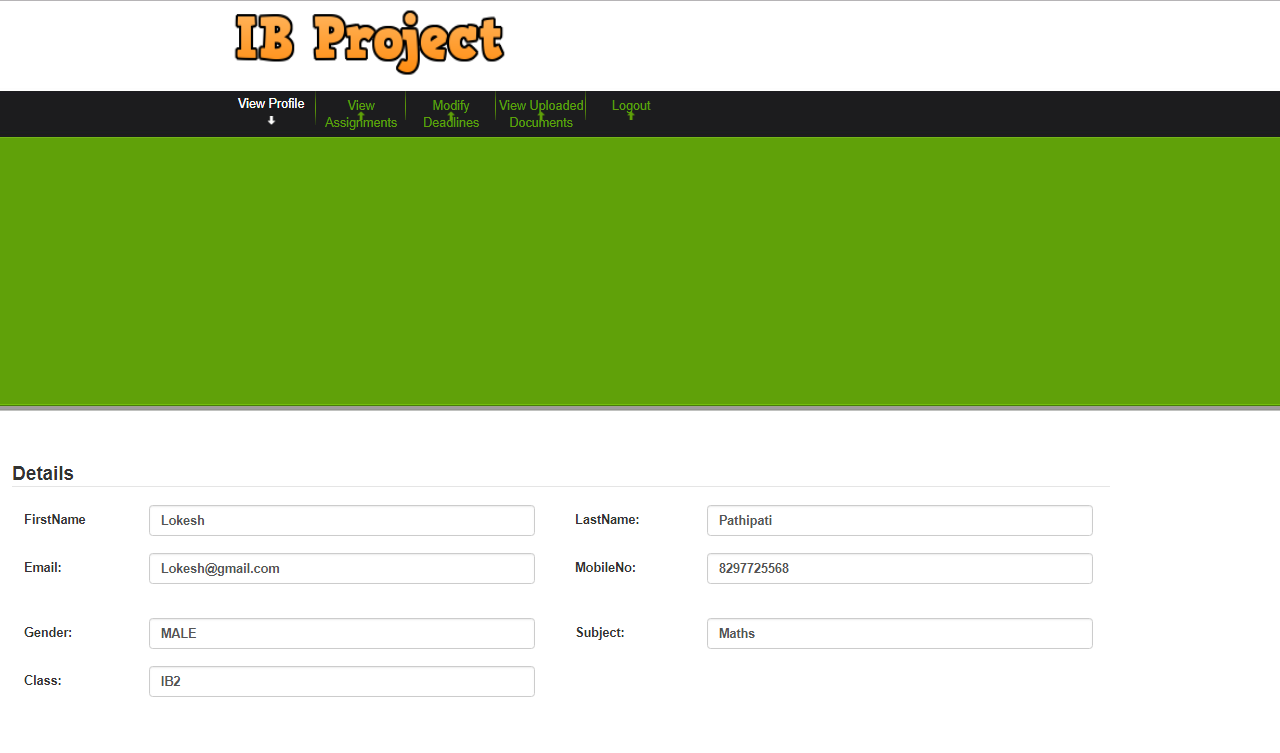 IB Project
View Profile
View
Assignments
Modify
Deadlines
View Uploaded
Documents
Logout
Details
FirstName Lokesh LastName: Pathipati
Email: Lokesh@gmail.com MobileNo: 8297725568
Gender: MALE Subject: Maths
Class: IB2